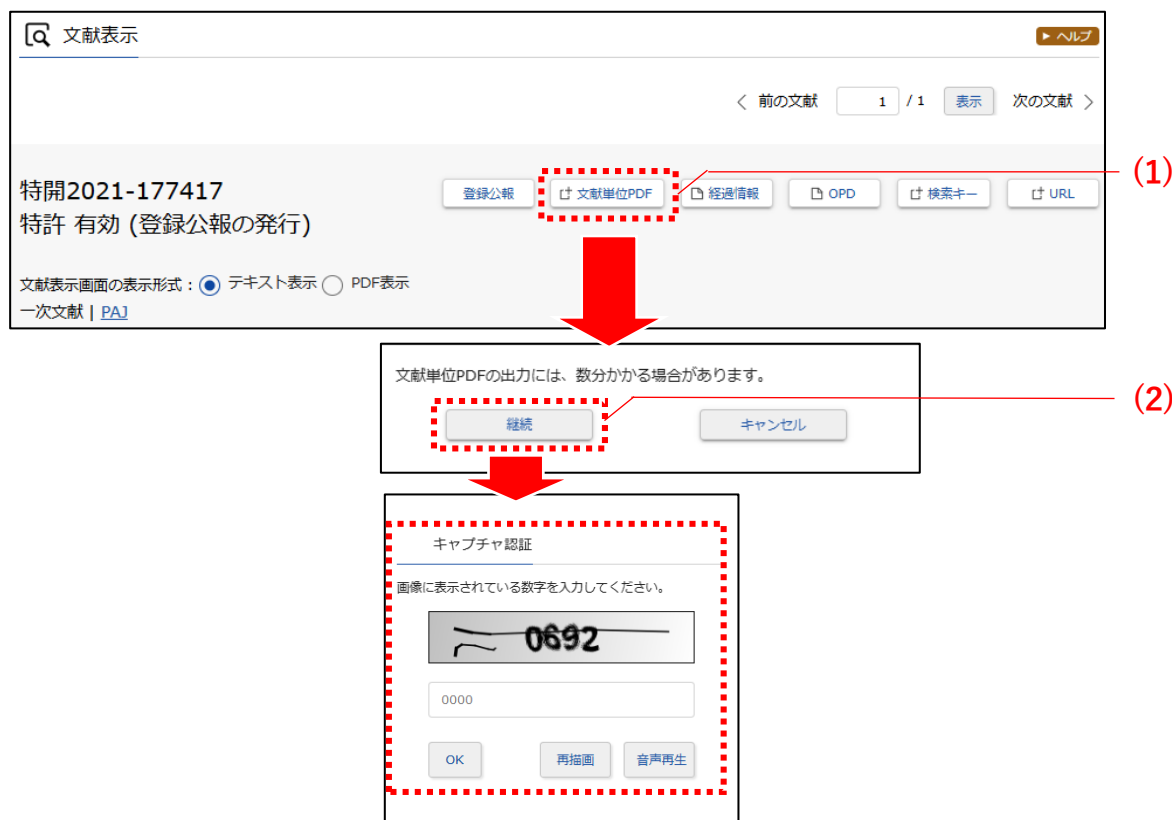 文献表示
ヘルプ
前の文献 1 / 1 表示 次の文献
(1)
特開2021-177417
登録公報 文献単位PDF 経過情報 OPD 検索キー URL
特許 有効 (登録公報の発行)
文献表示画面の表示形式： テキスト表示 PDF表示
一次文献 | PAJ
文献単位PDFの出力には、数分かかる場合があります。
(2)
継続 キャンセル
キャプチャ認証
画像に表示されている数字を入力してください。
0692
0000
OK 再描画 音声再生